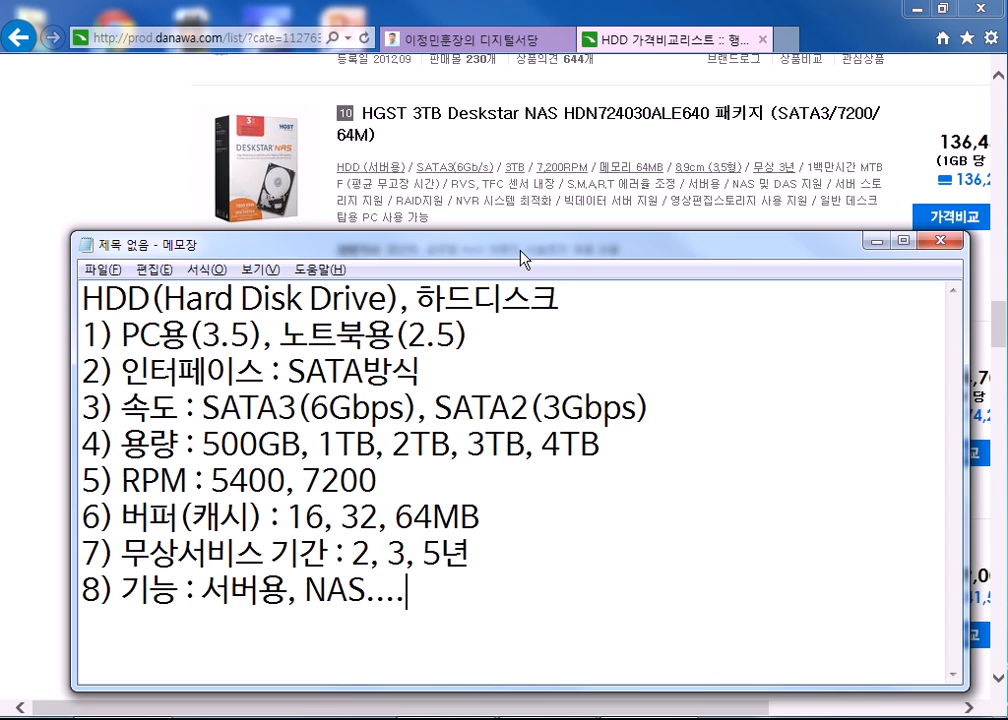 http://prod.danawa.com/list/?cate=112763
이정민훈장의 디지털서당
HDD 가격비교리스트 :: 행...
등록일 2012.09 판매몰 230개 상품의견 644개 브랜드로그 상품비교 관심상품
10 HGST 3TB Deskstar NAS HDN724030ALE640 패키지 (SATA3/7200/
64M)
136,4
(1GB 당
136,2
가격비교
HGST
DESKSTAR NAS
HDD (서버용) / SATA3(6Gb/s) / 3TB / 7,200RPM / 메모리 64MB / 8.9cm (3.5형) / 무상 3년 / 1백만시간 MTB
F (평균 무고장 시간) / RVS, TFC 센서 내장 / S.M.A.R.T 에러율 조정 / 서버용 / NAS 및 DAS 지원 / 서버 스토
리지 지원 / RAID지원 / NVR 시스템 최적화 / 빅데이터 서버 지원 / 영상편집스토리지 사용 지원 / 일반 데스크
탑용 PC 사용 가능
제목 없음 - 메모장
파일(F) 편집(E) 서식(O) 보기(V) 도움말(H)
HDD(Hard Disk Drive), 하드디스크
1) PC용(3.5), 노트북용(2.5)
2) 인터페이스 : SATA방식
3) 속도 : SATA3(6Gbps), SATA2(3Gbps)
4) 용량 : 500GB, 1TB, 2TB, 3TB, 4TB
5) RPM : 5400, 7200
6) 버퍼(캐시) : 16, 32, 64MB
7) 무상서비스 기간 : 2, 3, 5년
8) 기능 : 서버용, NAS....